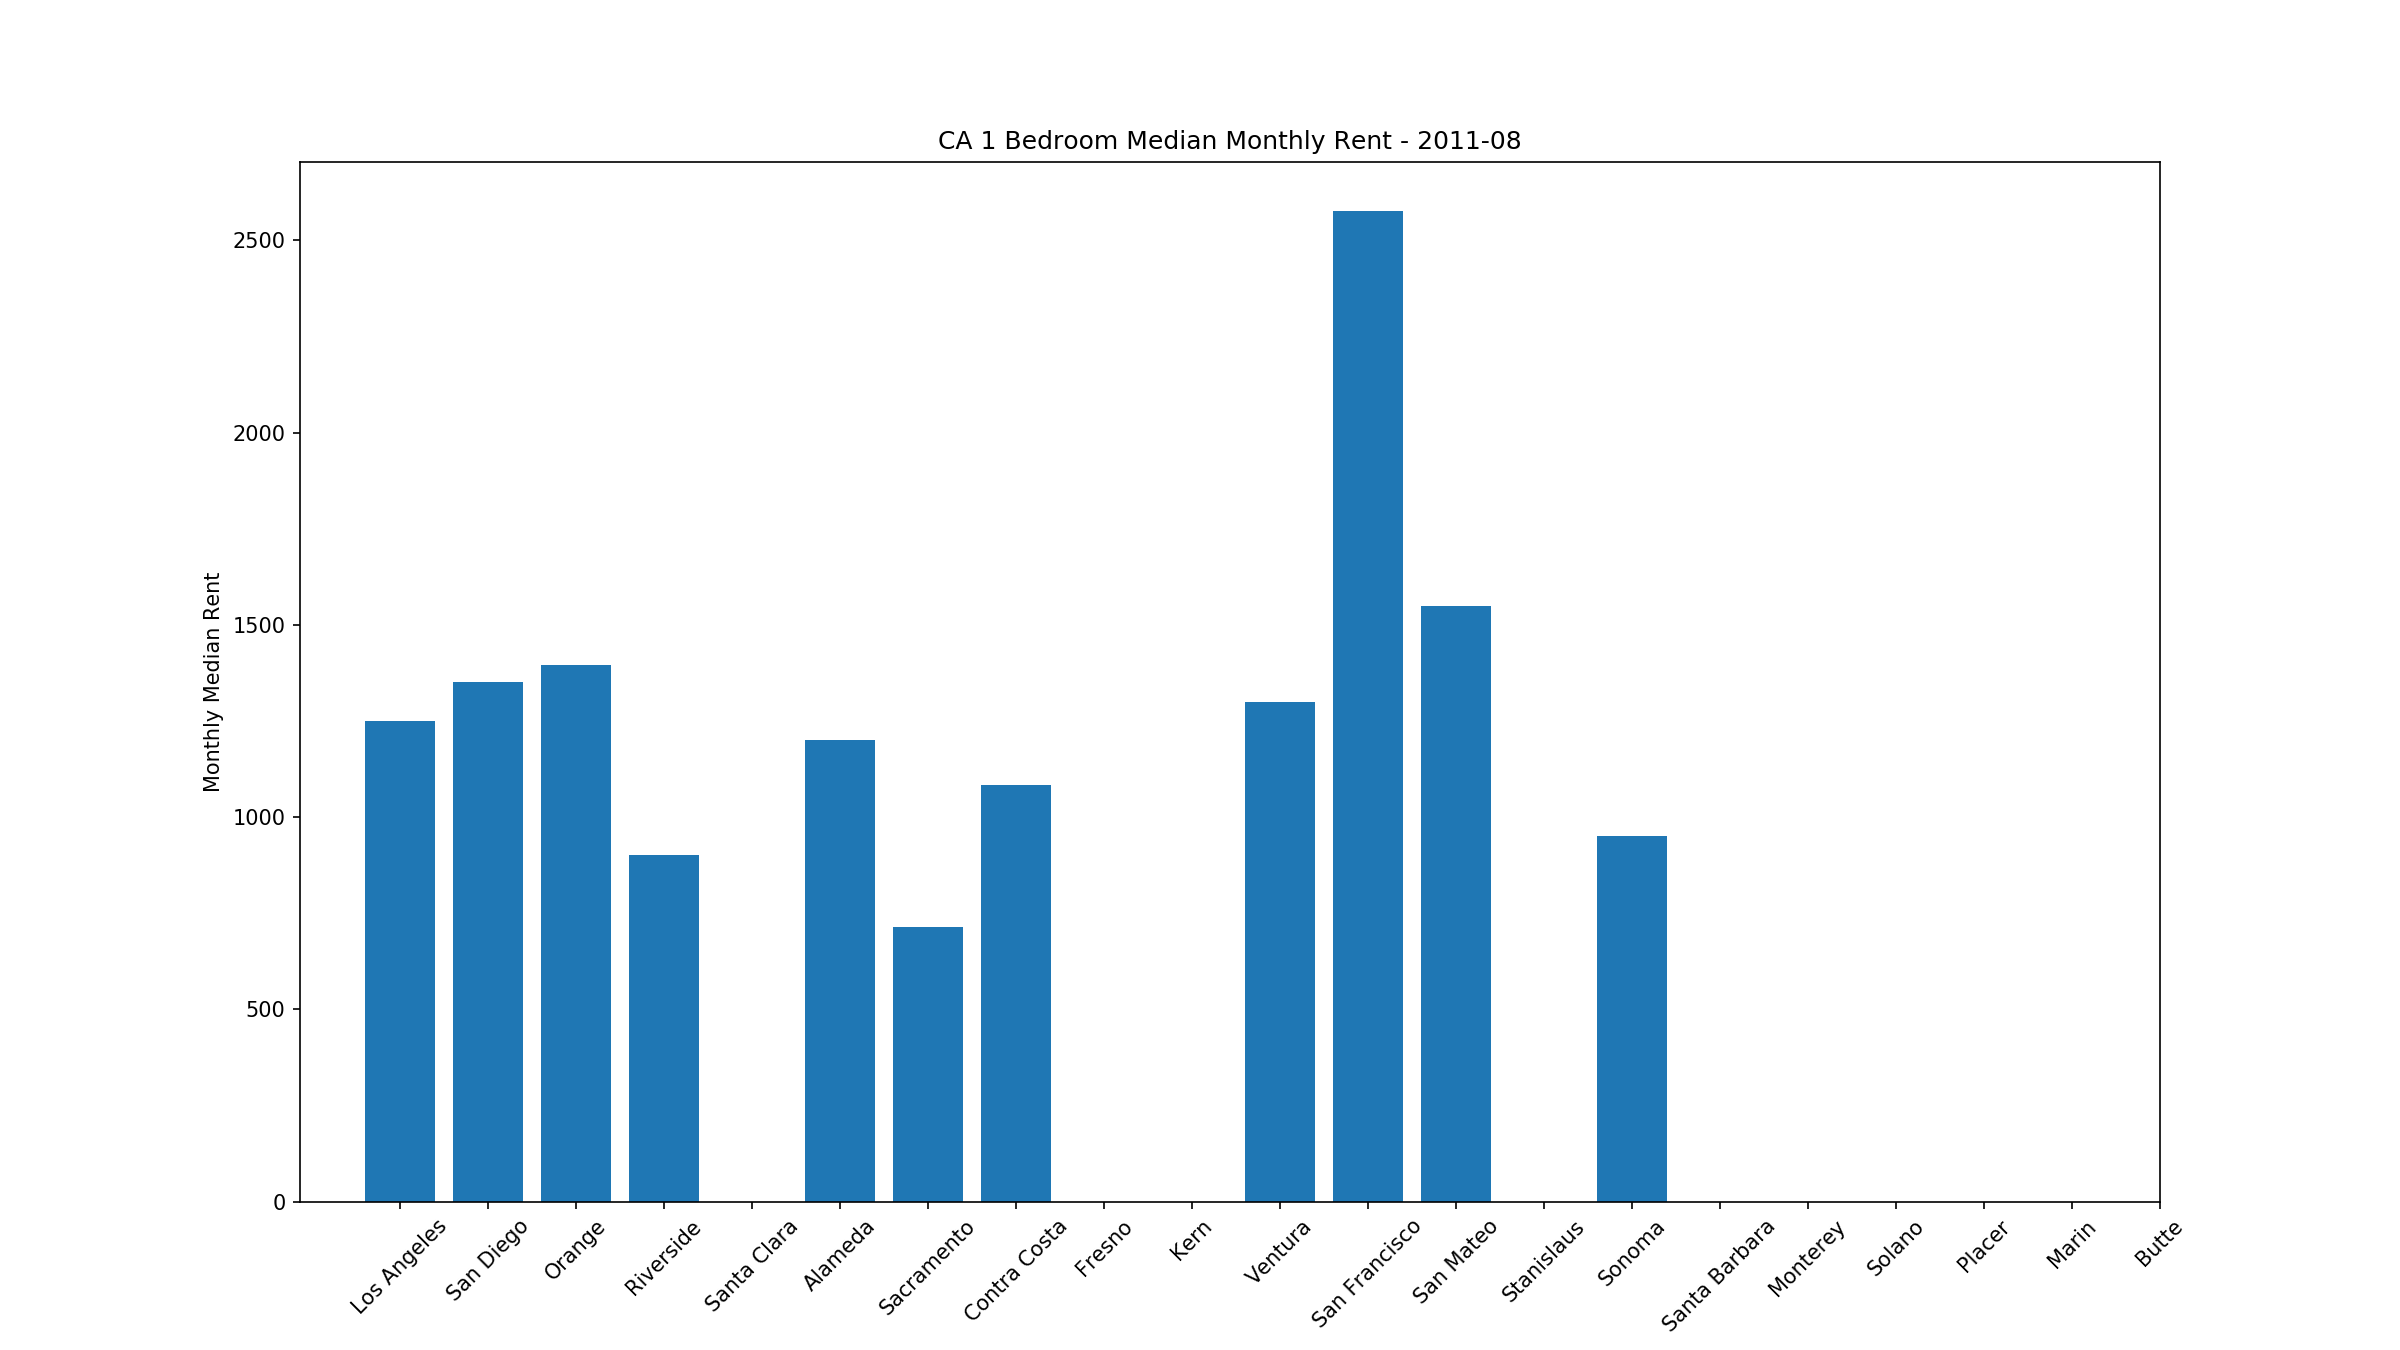 CA 1 Bedroom Median Monthly Rent - 2011-08
Monthly Median Rent
2500
2000
1500
1000
500
0
Los Angeles
San Diego
Orange
Riverside
Santa Clara
Alameda
Sacramento
Contra Costa
Fresno
Kern
Ventura
San Francisco
San Mateo
Stanislaus
Sonoma
Santa Barbara
Monterey
Solano
Placer
Marin
Butte